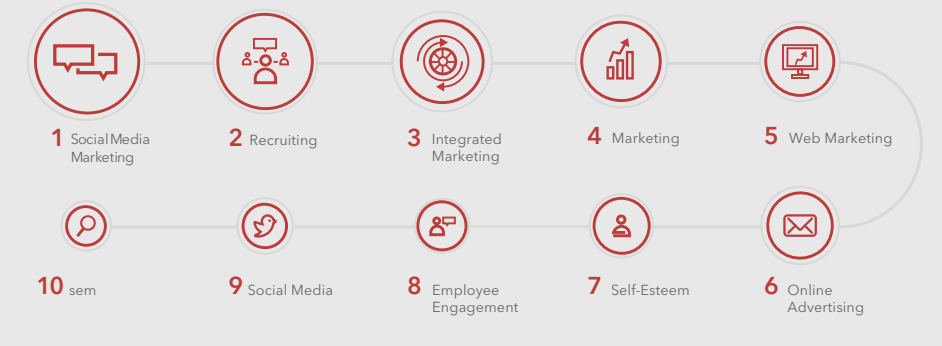 1 Social Media
Marketing
2 Recruiting
3 Integrated
Marketing
4 Marketing
5 Web Marketing
6 Online
Advertising
7 Self-Esteem
8 Employee
Engagement
9 Social Media
10 sem